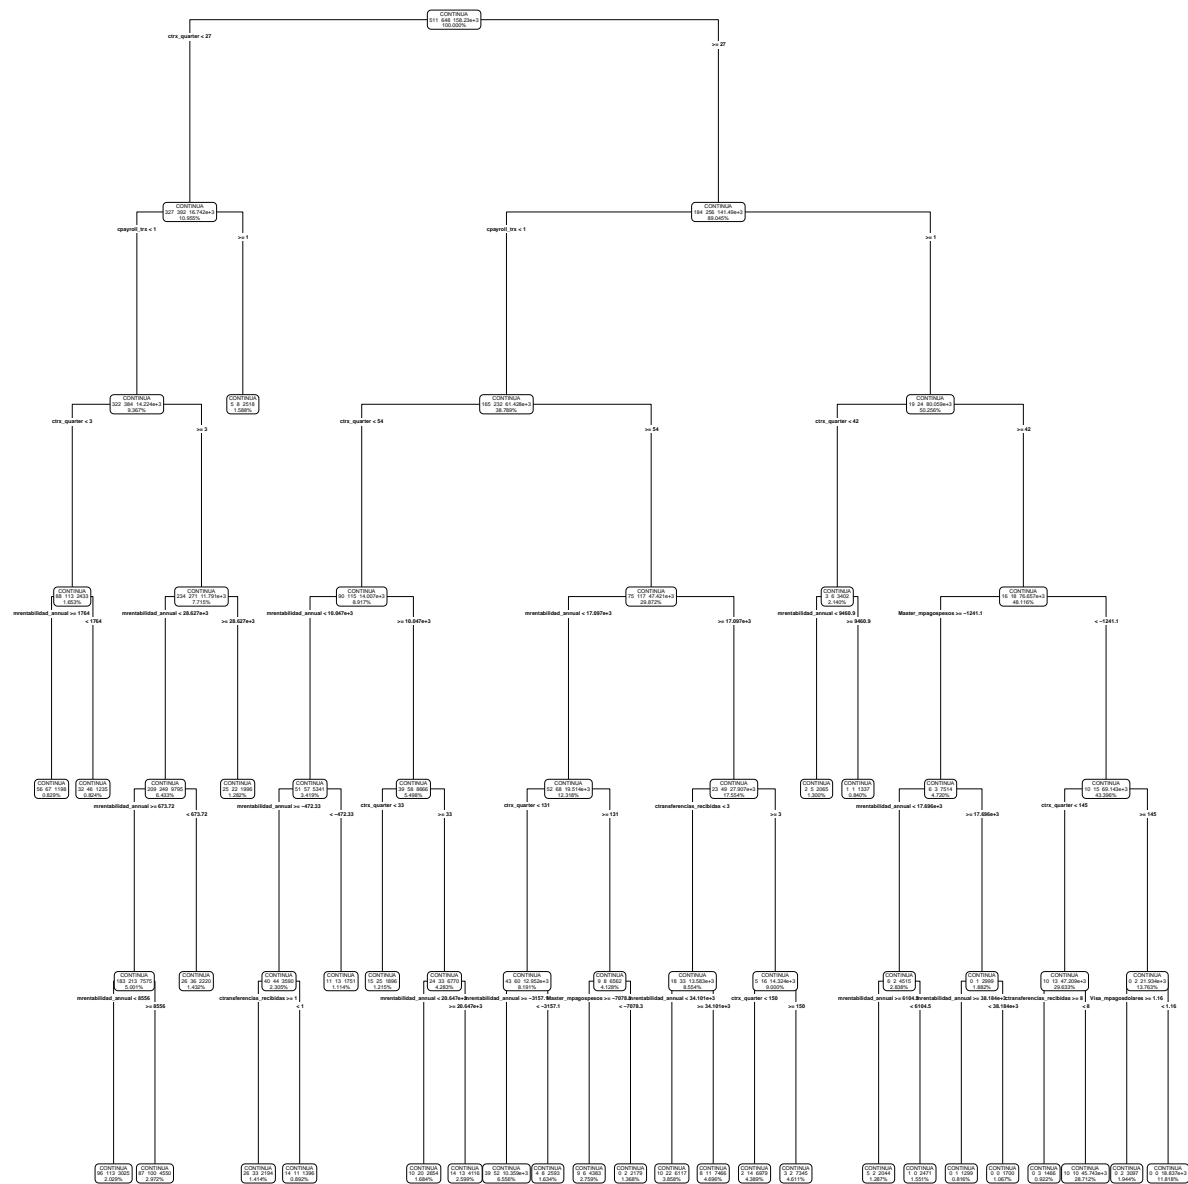 CONTINUA
511 648 158.23e+3
100.000%
ctrx_quarter < 27
>= 27
CONTINUA
327 392 16.742e+3
10.955%
CONTINUA
184 256 141.49e+3
89.045%
cpayroll_trx < 1
>= 1
cpayroll_trx < 1
>= 1
CONTINUA
322 384 14.224e+3
9.367%
CONTINUA
5 8 2518
1.588%
CONTINUA
165 232 61.428e+3
38.789%
CONTINUA
19 24 80.059e+3
50.256%
ctrx_quarter < 3
>= 3
ctrx_quarter < 54
>= 54
ctrx_quarter < 42
>= 42
CONTINUA
88 113 2433
1.653%
CONTINUA
234 271 11.791e+3
7.715%
CONTINUA
90 115 14.007e+3
8.917%
CONTINUA
75 117 47.421e+3
29.872%
CONTINUA
3 6 3402
2.140%
CONTINUA
16 18 76.657e+3
48.116%
mrentabilidad_annual >= 1764
< 1764
mrentabilidad_annual < 28.627e+3
>= 28.627e+3
mrentabilidad_annual < 10.047e+3
>= 10.047e+3
mrentabilidad_annual < 17.097e+3
>= 17.097e+3
mrentabilidad_annual < 9460.9
>= 9460.9
Master_mpagospesos >= −1241.1
< −1241.1
CONTINUA
56 67 1198
0.829%
CONTINUA
32 46 1235
0.824%
CONTINUA
209 249 9795
6.433%
CONTINUA
25 22 1996
1.282%
CONTINUA
51 57 5341
3.419%
CONTINUA
39 58 8666
5.498%
CONTINUA
52 68 19.514e+3
12.318%
CONTINUA
23 49 27.907e+3
17.554%
CONTINUA
2 5 2065
1.300%
CONTINUA
1 1 1337
0.840%
CONTINUA
6 3 7514
4.720%
CONTINUA
10 15 69.143e+3
43.396%
mrentabilidad_annual >= 673.72
< 673.72
mrentabilidad_annual >= −472.33
< −472.33
ctrx_quarter < 33
>= 33
ctrx_quarter < 131
>= 131
ctransferencias_recibidas < 3
>= 3
mrentabilidad_annual < 17.696e+3
>= 17.696e+3
ctrx_quarter < 145
>= 145
CONTINUA
183 213 7575
5.001%
CONTINUA
26 36 2220
1.432%
CONTINUA
40 44 3590
2.305%
CONTINUA
11 13 1751
1.114%
CONTINUA
15 25 1896
1.215%
CONTINUA
24 33 6770
4.283%
CONTINUA
43 60 12.952e+3
8.191%
CONTINUA
9 8 6562
4.128%
CONTINUA
18 33 13.583e+3
8.554%
CONTINUA
5 16 14.324e+3
9.000%
CONTINUA
6 2 4515
2.838%
CONTINUA
0 1 2999
1.882%
CONTINUA
10 13 47.209e+3
29.633%
CONTINUA
0 2 21.934e+3
13.763%
mrentabilidad_annual < 8556
>= 8556
ctransferencias_recibidas >= 1
< 1
mrentabilidad_annual < 20.647e+3
>= 20.647e+3
mrentabilidad_annual >= −3157.1
< −3157.1
Master_mpagospesos >= −7078.3
< −7078.3
mrentabilidad_annual < 34.101e+3
>= 34.101e+3
ctrx_quarter < 150
>= 150
mrentabilidad_annual >= 6104.5
< 6104.5
mrentabilidad_annual >= 38.184e+3
< 38.184e+3
ctransferencias_recibidas >= 8
< 8
Visa_mpagodolares >= 1.16
< 1.16
CONTINUA
96 113 3025
2.029%
CONTINUA
87 100 4550
2.972%
CONTINUA
26 33 2194
1.414%
CONTINUA
14 11 1396
0.892%
CONTINUA
10 20 2654
1.684%
CONTINUA
14 13 4116
2.599%
CONTINUA
39 52 10.359e+3
6.556%
CONTINUA
4 8 2593
1.634%
CONTINUA
9 6 4383
2.759%
CONTINUA
0 2 2179
1.368%
CONTINUA
10 22 6117
3.858%
CONTINUA
8 11 7466
4.696%
CONTINUA
2 14 6979
4.389%
CONTINUA
3 2 7345
4.611%
CONTINUA
5 2 2044
1.287%
CONTINUA
1 0 2471
1.551%
CONTINUA
0 1 1299
0.816%
CONTINUA
0 0 1700
1.067%
CONTINUA
0 3 1466
0.922%
CONTINUA
10 10 45.743e+3
28.712%
CONTINUA
0 2 3097
1.944%
CONTINUA
0 0 18.837e+3
11.818%